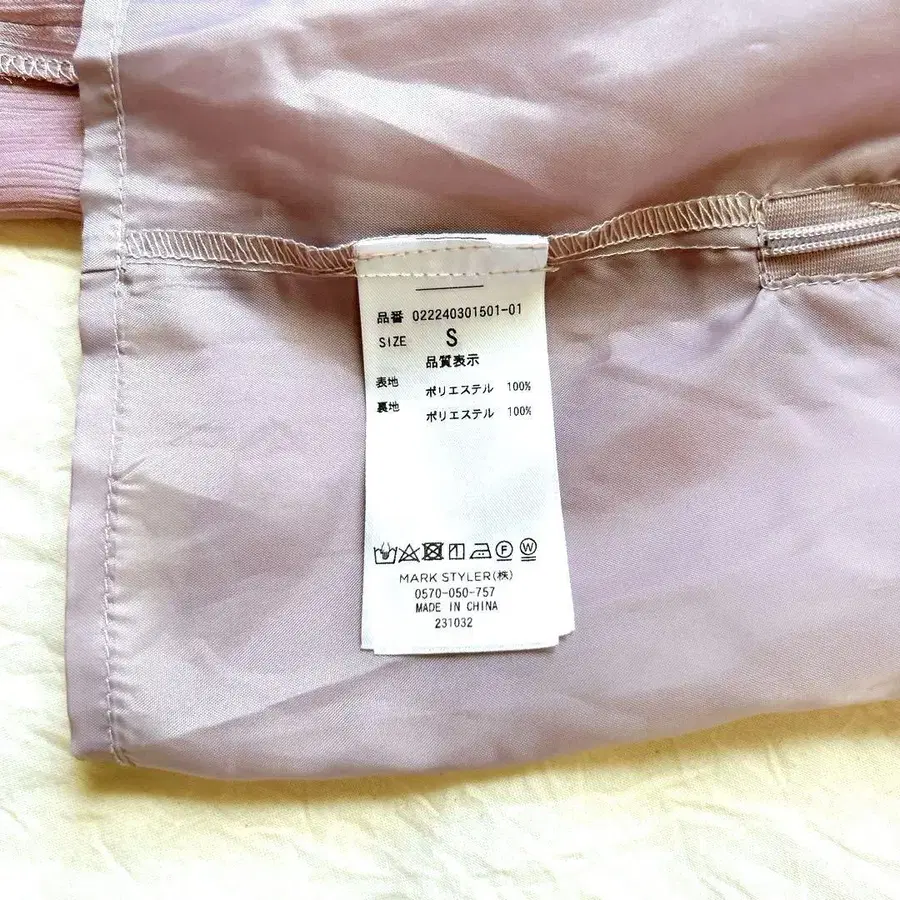 品番 022240301501-01
SIZE S
品質表示
表地 ポリエステル 100%
裏地 ポリエステル 100%
F W
MARK STYLER(株)
0570-050-757
MADE IN CHINA
231032